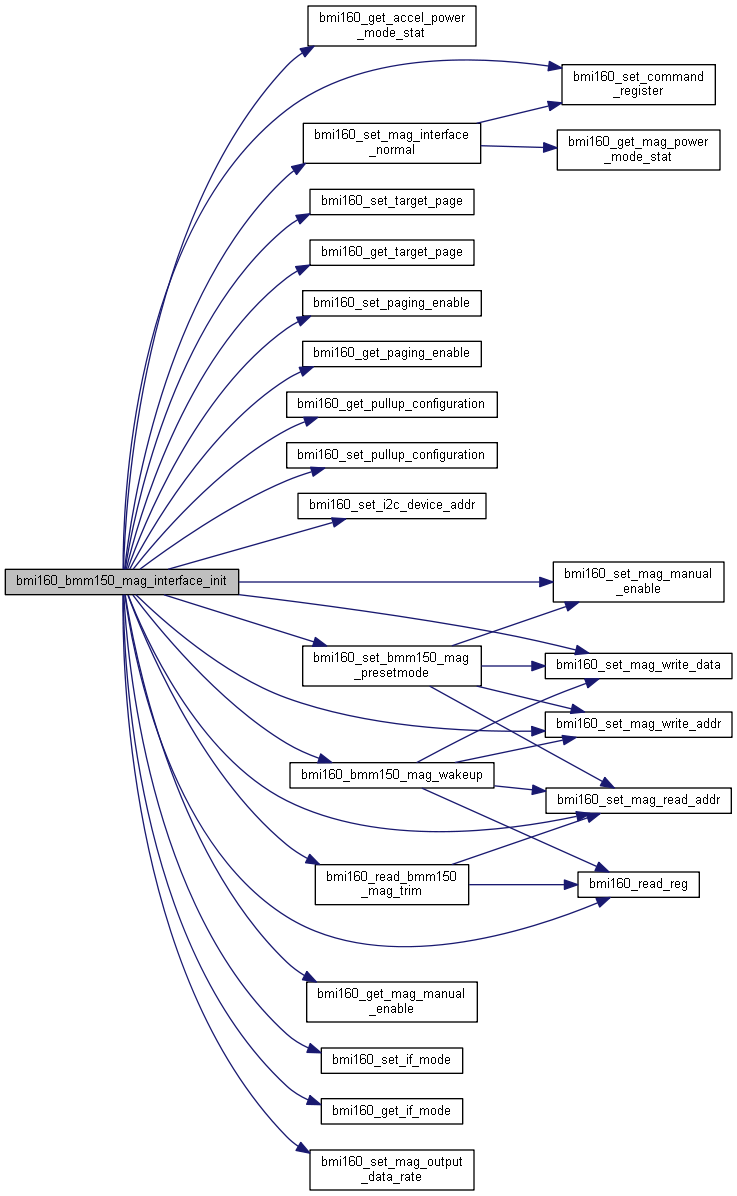 bmi160_get_accel_power
_mode_stat
bmi160_set_command
_register
bmi160_set_mag_interface
_normal
bmi160_get_mag_power
_mode_stat
bmi160_set_target_page
bmi160_get_target_page
bmi160_set_paging_enable
bmi160_get_paging_enable
bmi160_get_pullup_configuration
bmi160_set_pullup_configuration
bmi160_set_i2c_device_addr
bmi160_bmm150_mag_interface_init
bmi160_set_mag_manual
_enable
bmi160_set_bmm150_mag
_presetmode
bmi160_set_mag_write_data
bmi160_set_mag_write_addr
bmi160_bmm150_mag_wakeup
bmi160_set_mag_read_addr
bmi160_read_bmm150
_mag_trim
bmi160_read_reg
bmi160_get_mag_manual
_enable
bmi160_set_if_mode
bmi160_get_if_mode
bmi160_set_mag_output
_data_rate